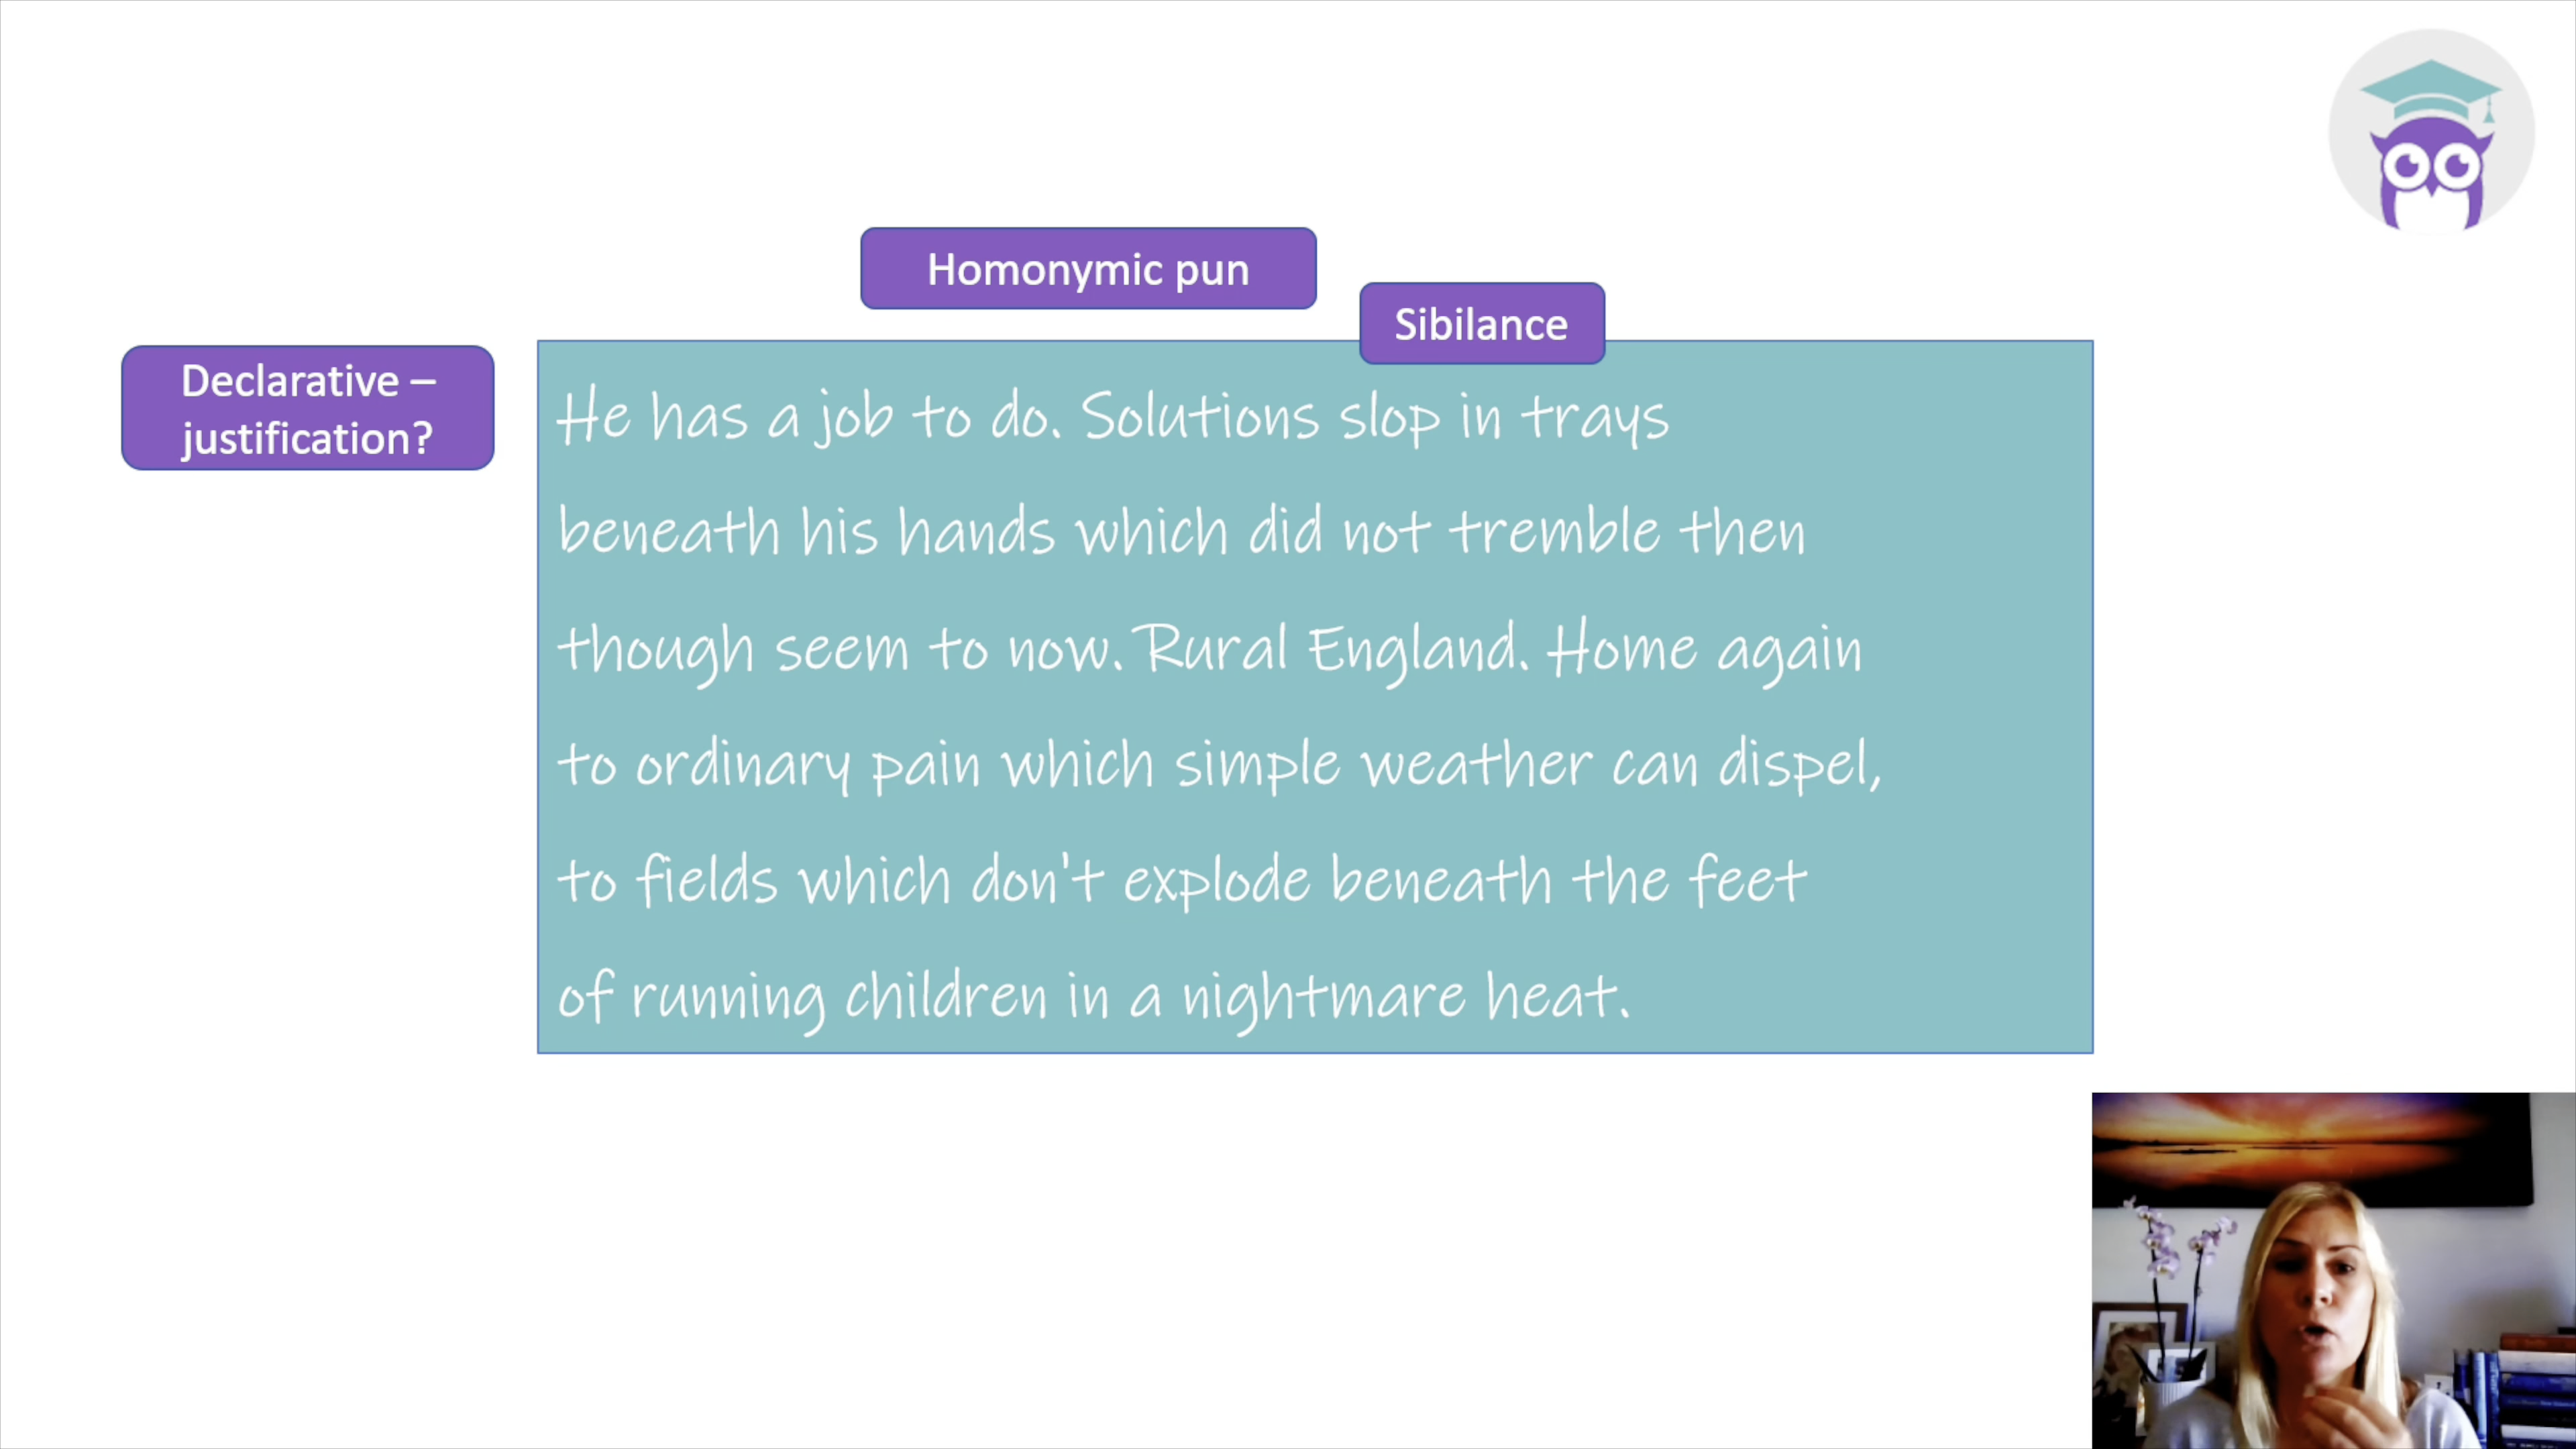 Homonymic pun
Sibilance
Declarative –
justification?
He has a job to do. Solutions slop in trays
beneath his hands which did not tremble then
though seem to now. Rural England. Home again
to ordinary pain which simple weather can dispel,
to fields which don't explode beneath the feet
of running children in a nightmare heat.